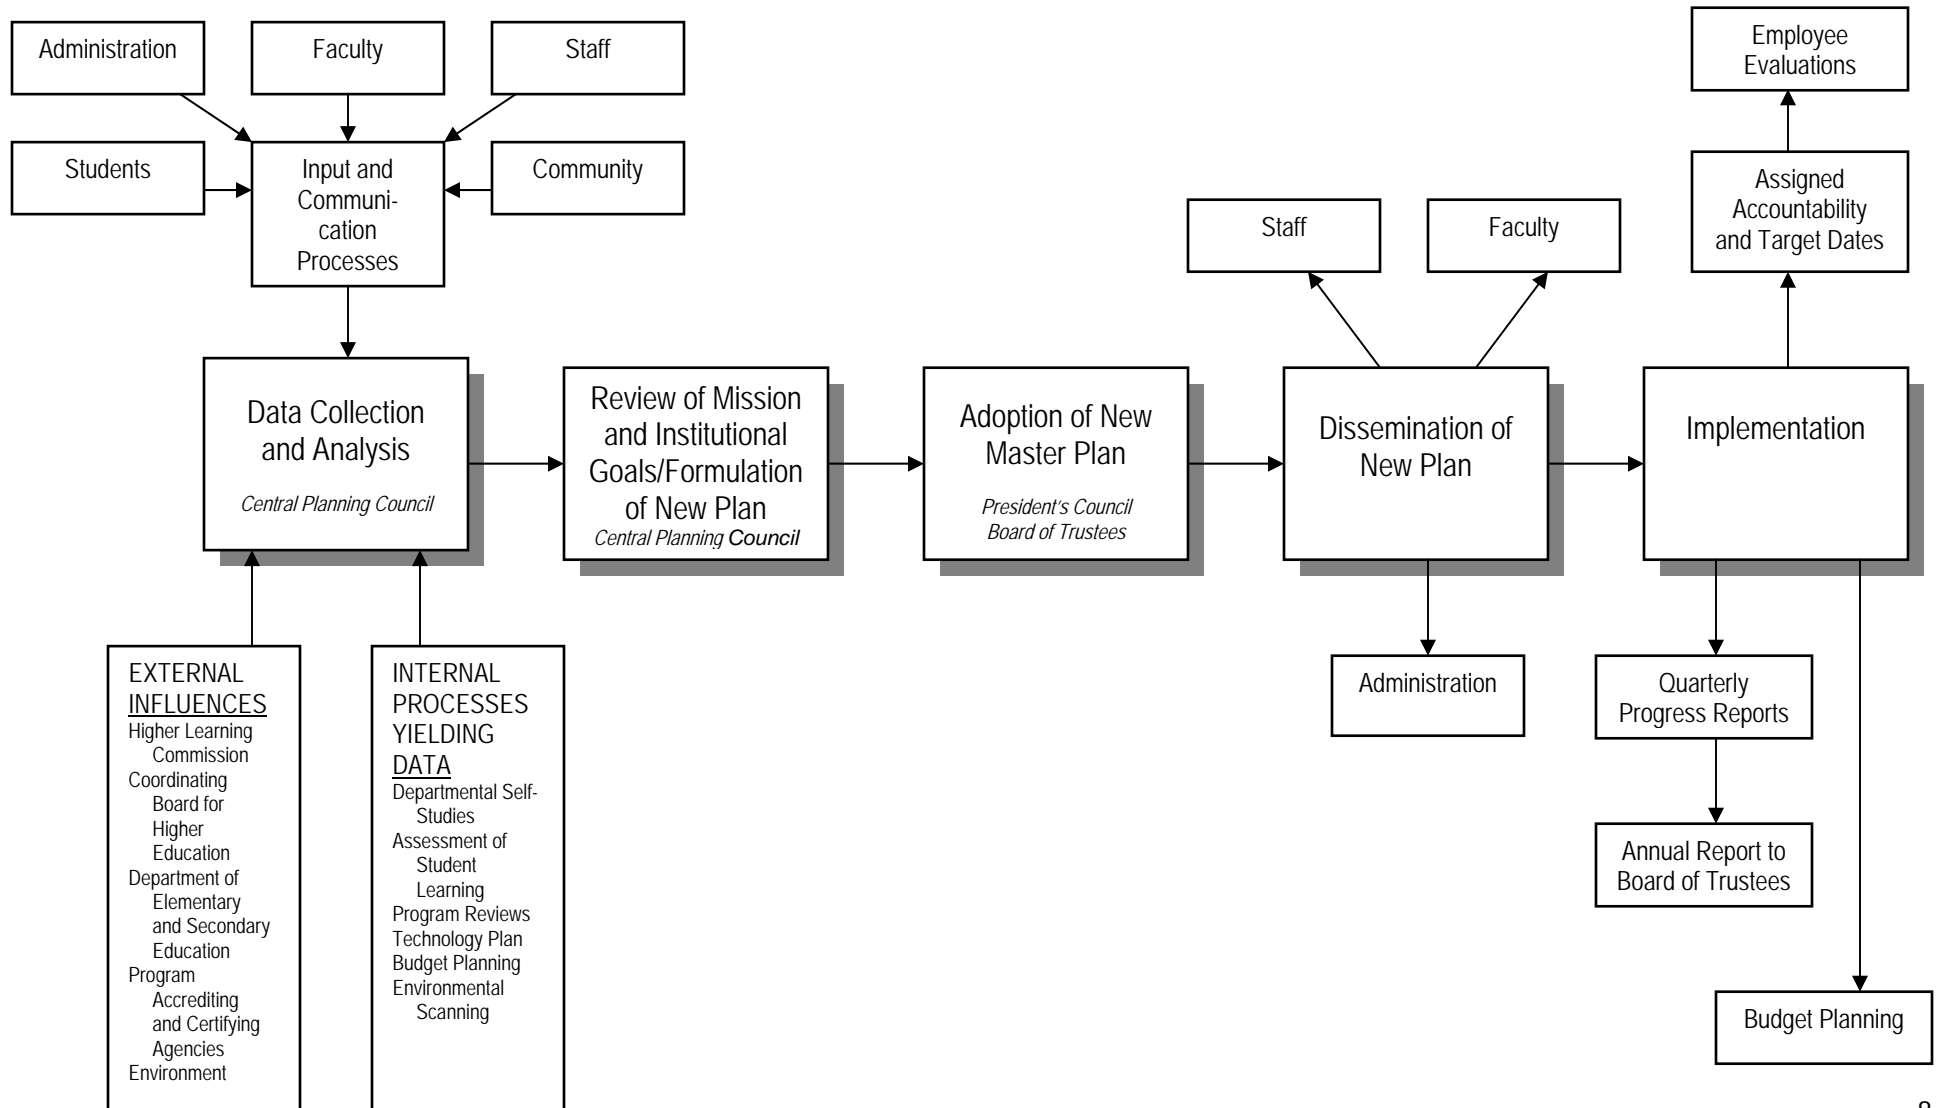 Administration
Faculty
Staff
Employee
Evaluations
Students
Input and
Communi-
cation
Processes
Community
Assigned
Accountability
and Target Dates
Staff
Faculty
Data Collection
and Analysis
Central Planning Council
Review of Mission
and Institutional
Goals/Formulation
of New Plan
Central Planning Council
Adoption of New
Master Plan
President's Council
Board of Trustees
Dissemination of
New Plan
Implementation
EXTERNAL
INFLUENCES
Higher Learning
Commission
Coordinating
Board for
Higher
Education
Department of
Elementary
and Secondary
Education
Program
Accrediting
and Certifying
Agencies
Environment
INTERNAL
PROCESSES
YIELDING
DATA
Departmental Self-
Studies
Assessment of
Student
Learning
Program Reviews
Technology Plan
Budget Planning
Environmental
Scanning
Administration
Quarterly
Progress Reports
Annual Report to
Board of Trustees
Budget Planning